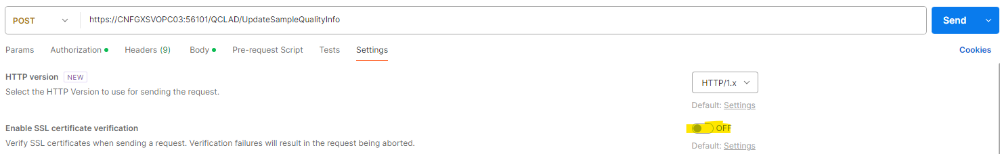 POST https://CNFGXSVOPC03:56101/QCLAD/UpdateSampleQualityInfo Send
Params Authorization Headers (9) Body Pre-request Script Tests Settings Cookies
HTTP version NEW
Select the HTTP Version to use for sending the request.
HTTP/1.x
Default: Settings
Enable SSL certificate verification
OFF
Verify SSL certificates when sending a request. Verification failures will result in the request being aborted.
Default: Settings